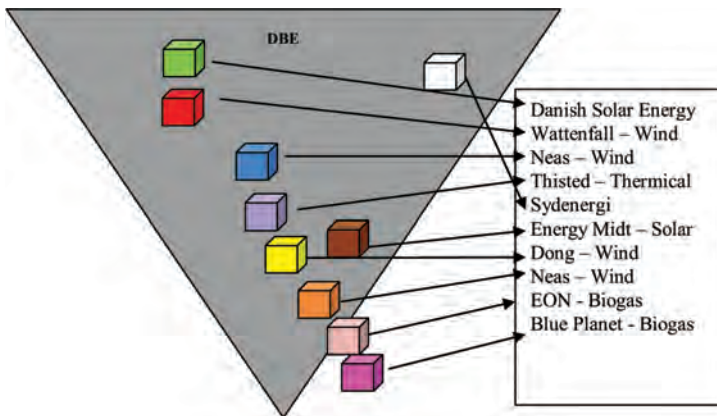 DBE
Danish Solar Energy
Wattenfall – Wind
Neas – Wind
Thisted – Thermical
Sydenergi
Energy Midt – Solar
Dong – Wind
Neas – Wind
EON - Biogas
Blue Planet - Biogas